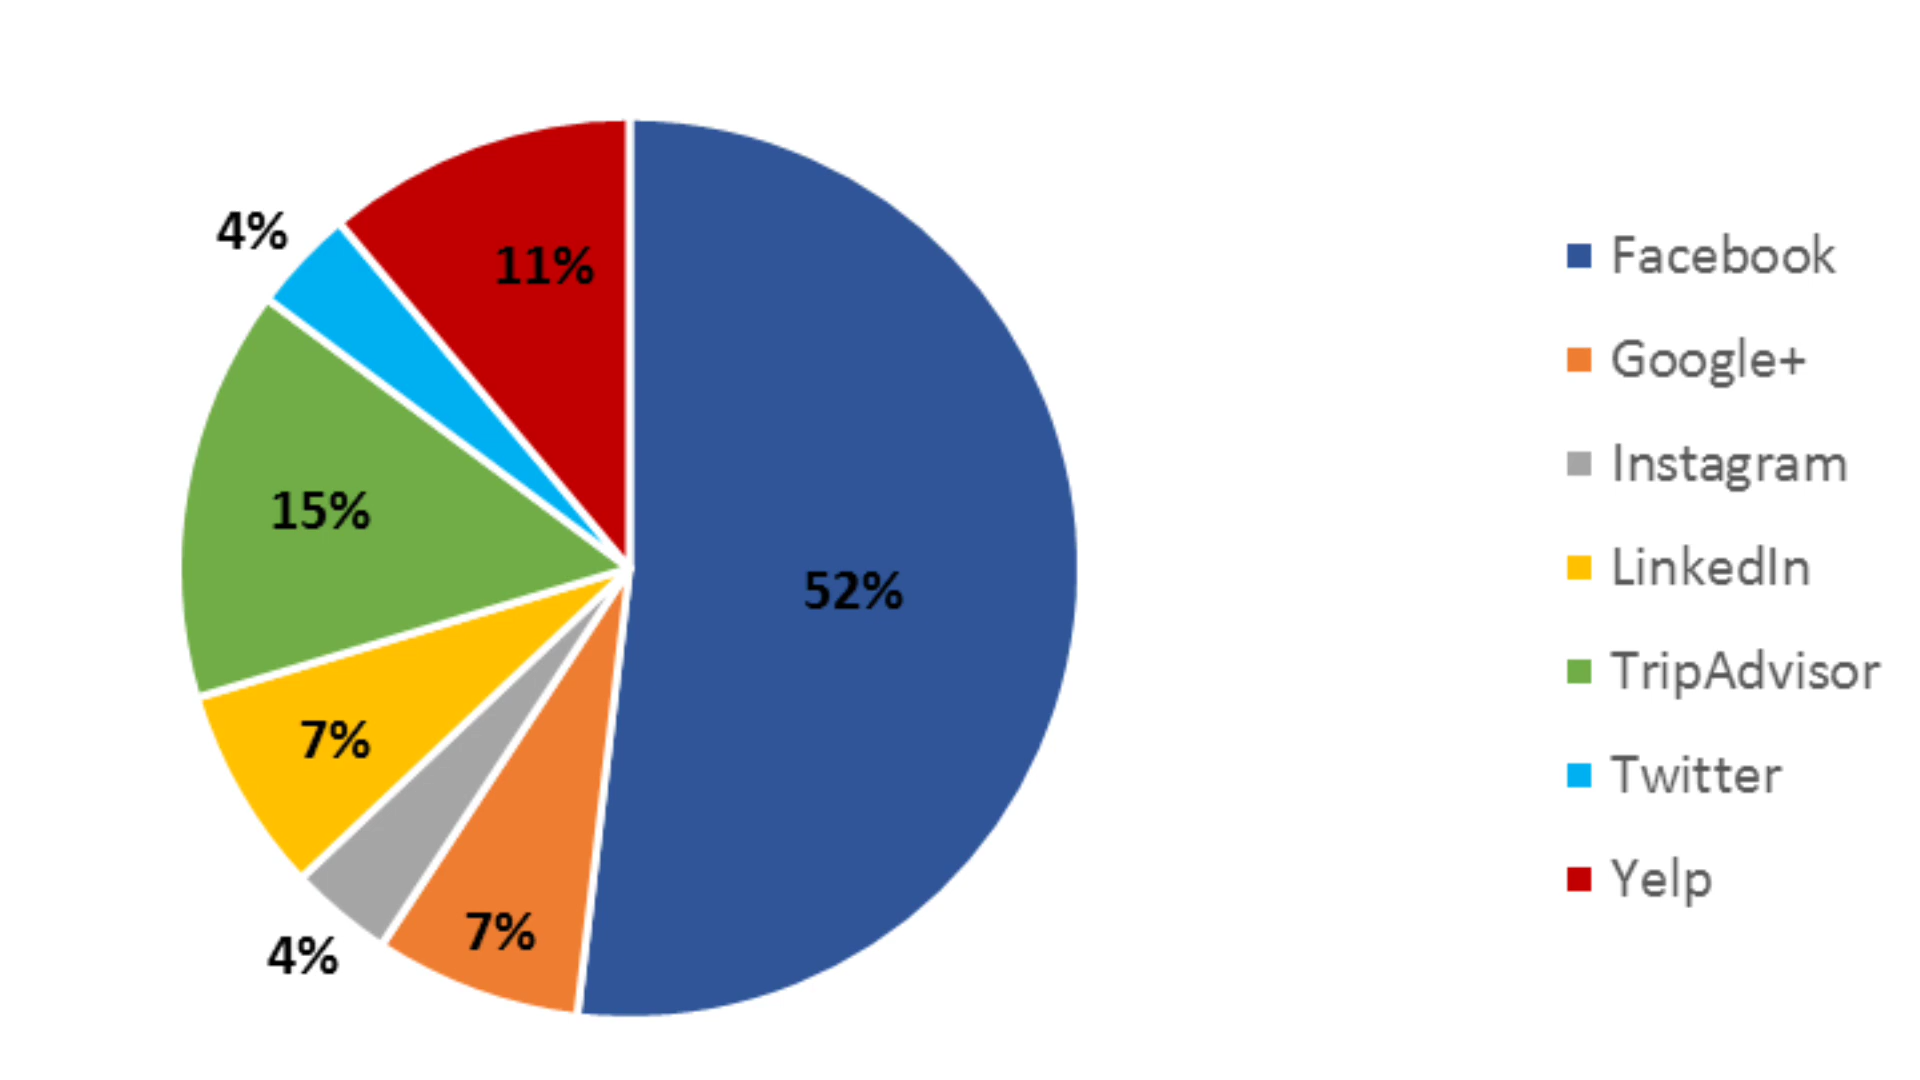 4%
11%
15%
52%
7%
7%
4%
Facebook
Google+
Instagram
LinkedIn
TripAdvisor
Twitter
Yelp